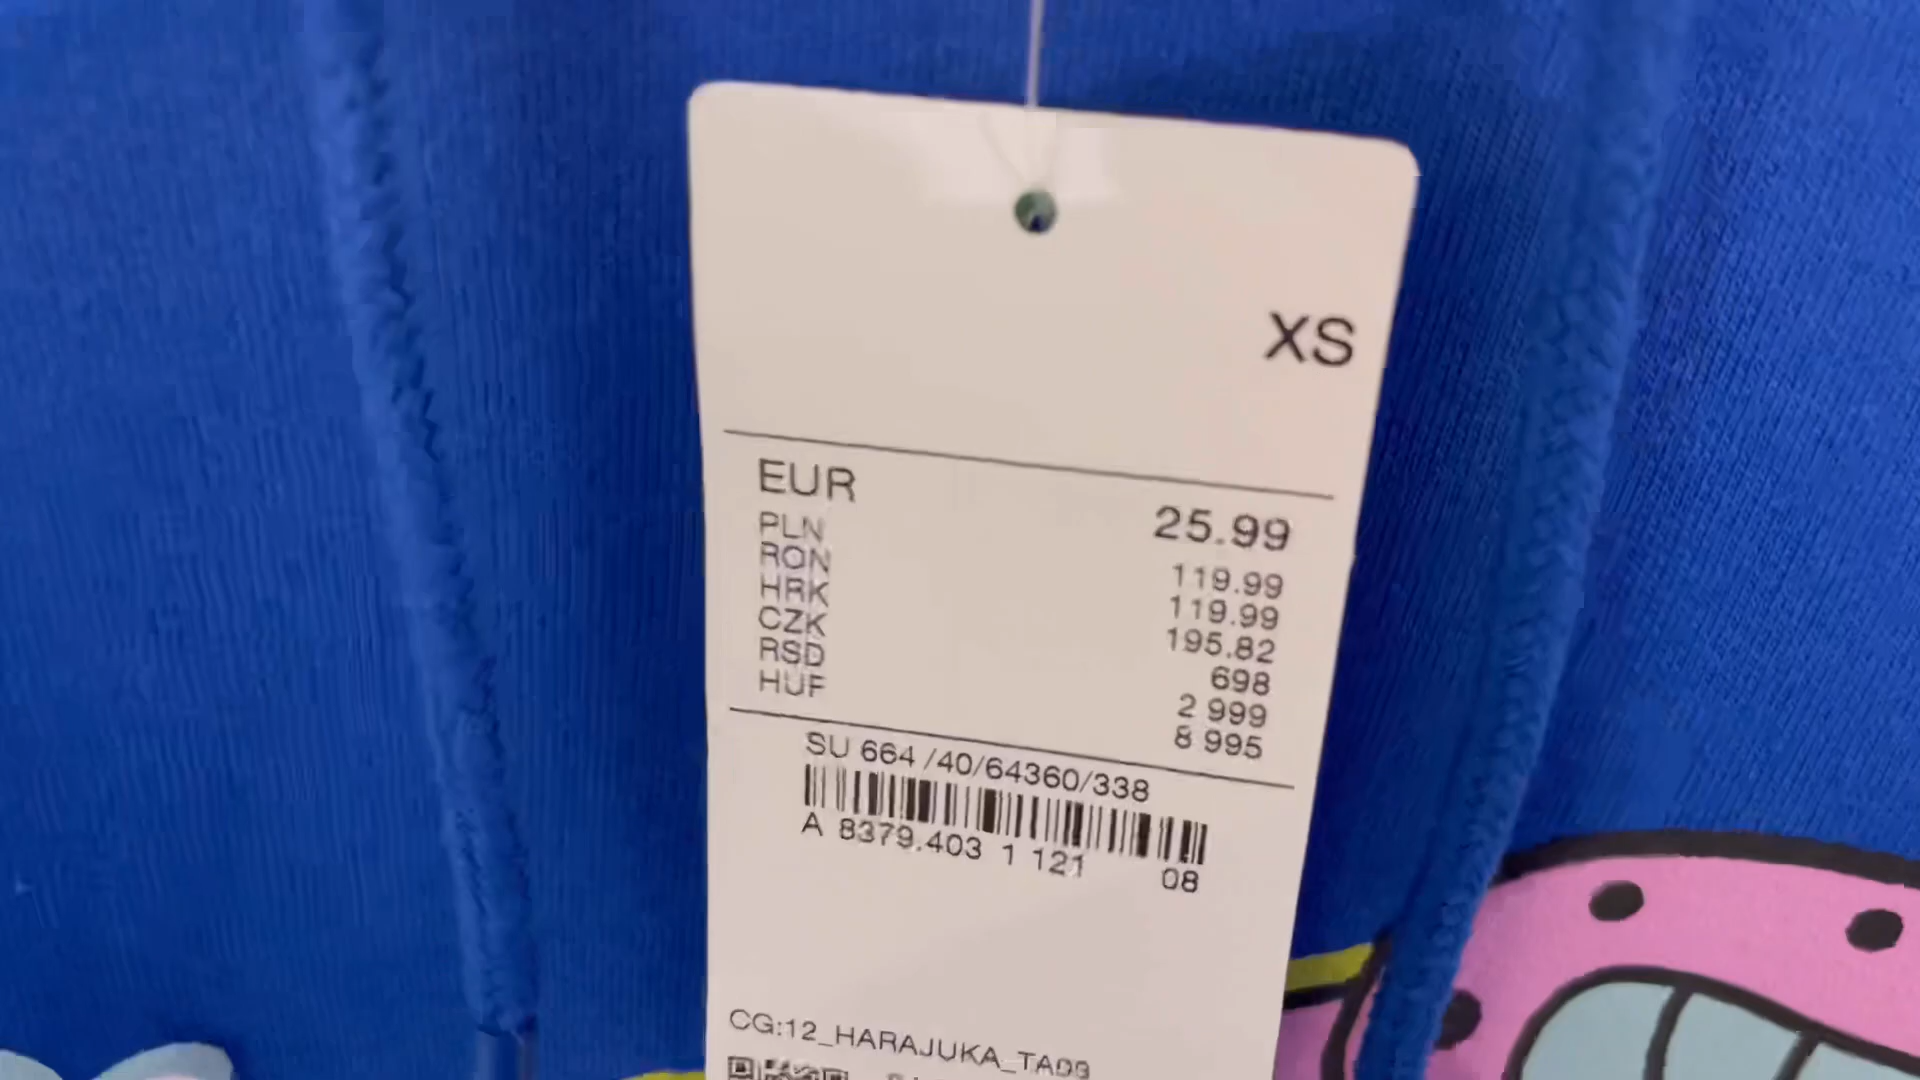 XS
EUR 25.99
PLN 119.99
RON 119.99
HRK 195.82
CZK 698
RSD 2 999
HUF 8 995
SU 664 /40/64360/338
A 8379.403 1 121 08
CG:12_HARAJUKA_TA09